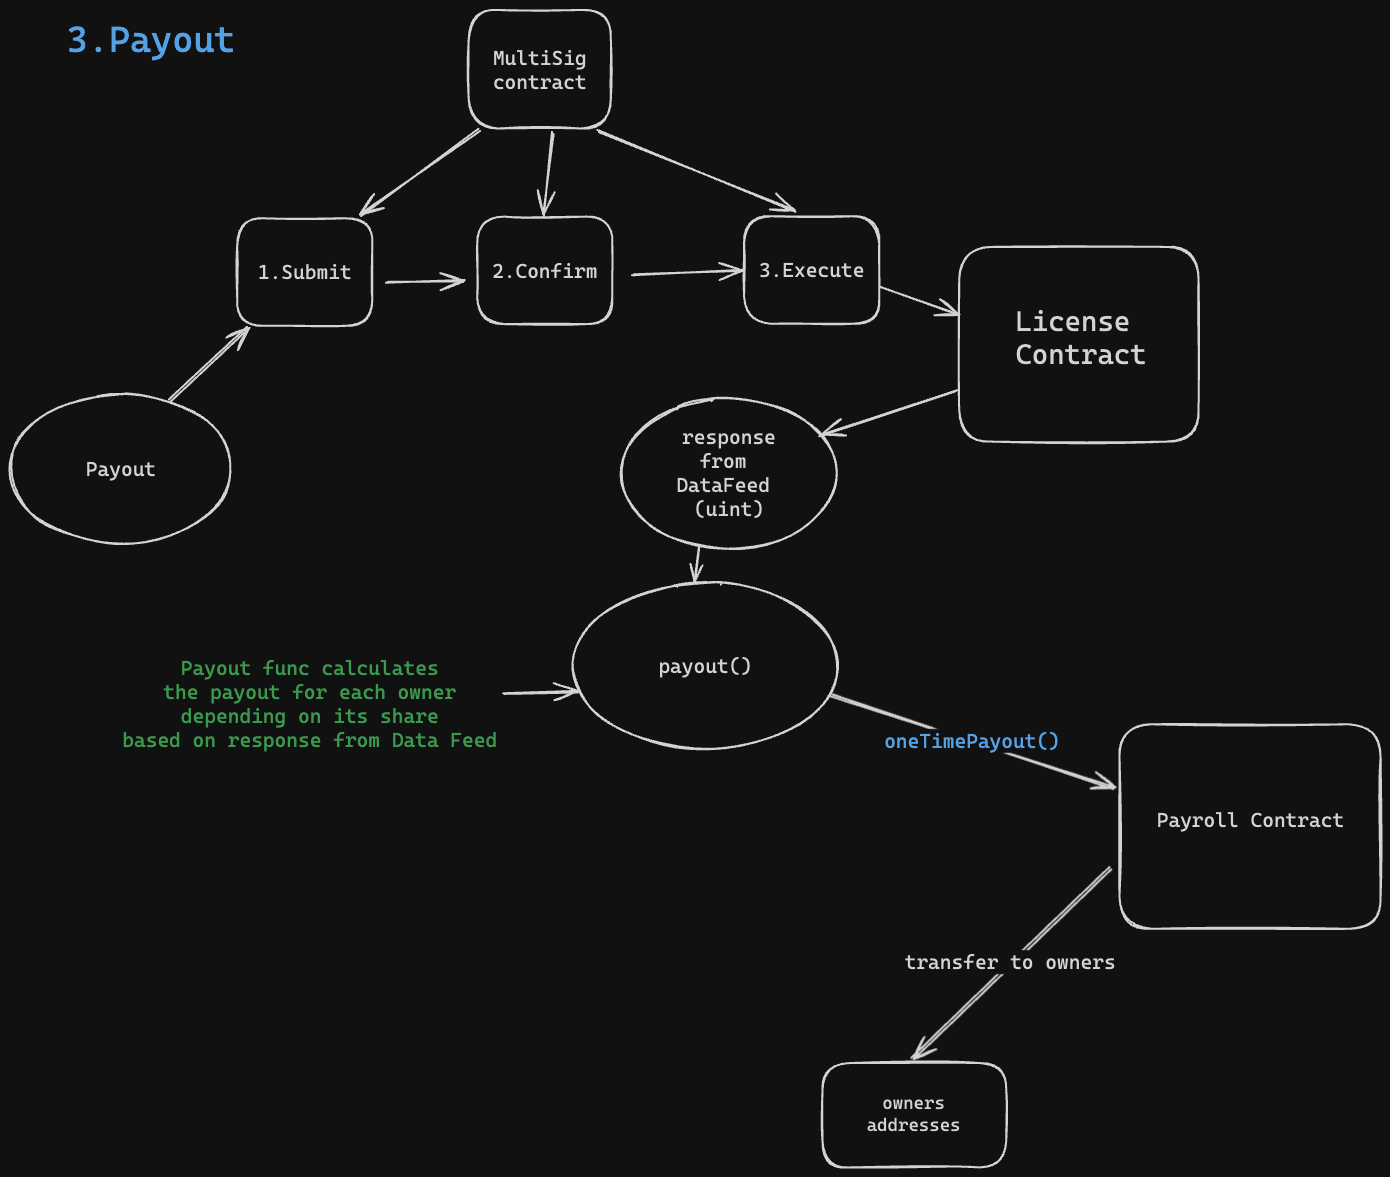 3.Payout
MultiSig
contract
1.Submit
2.Confirm
3.Execute
License
Contract
Payout
response
from
DataFeed
(uint)
payout()
Payout func calculates
the payout for each owner
depending on its share
based on response from Data Feed
oneTimePayout()
Payroll Contract
transfer to owners
owners
addresses